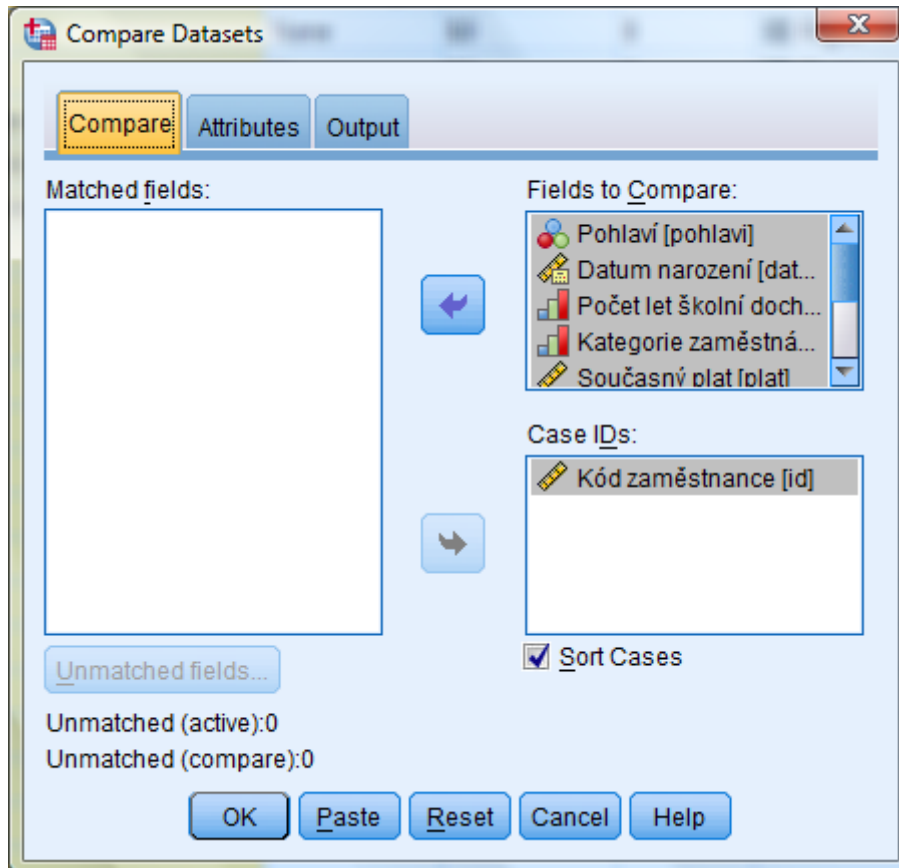 Compare Datasets
Compare
Attributes
Output
Matched fields:
Fields to Compare:
Pohlaví [pohlavi]
Datum narození [dat...
Počet let školní doch...
Kategorie zaměstná...
Současný plat [plat]
Case IDs:
Kód zaměstnance [id]
Sort Cases
Unmatched fields...
Unmatched (active):0
Unmatched (compare):0
OK
Paste
Reset
Cancel
Help